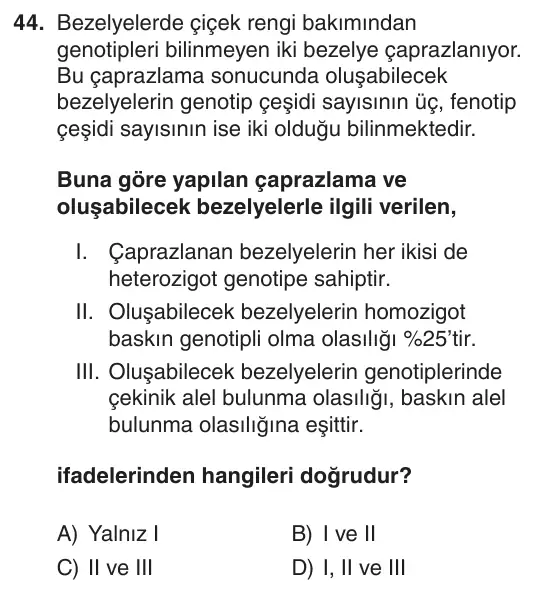 44. Bezelyelerde çiçek rengi bakımından
genotipleri bilinmeyen iki bezelye çaprazlanıyor.
Bu çaprazlama sonucunda oluşabilecek
bezelyelerin genotip çeşidi sayısının üç, fenotip
çeşidi sayısının ise iki olduğu bilinmektedir.
Buna göre yapılan çaprazlama ve
oluşabilecek bezelyelerle ilgili verilen,
I. Çaprazlanan bezelyelerin her ikisi de
heterozigot genotipe sahiptir.
II. Oluşabilecek bezelyelerin homozigot
baskın genotipli olma olasılığı %25'tir.
III. Oluşabilecek bezelyelerin genotiplerinde
çekinik alel bulunma olasılığı, baskın alel
bulunma olasılığına eşittir.
ifadelerinden hangileri doğrudur?
A) Yalnız I B) I ve II
C) II ve III D) I, II ve III